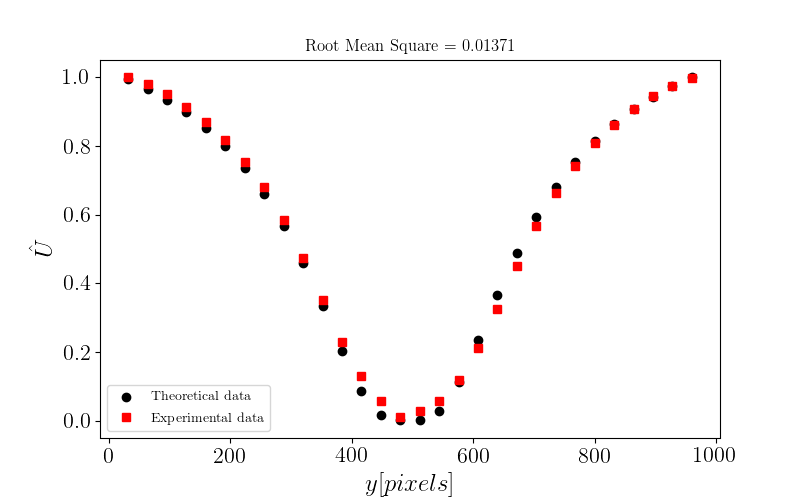 Root Mean Square = 0.01371
1.0
0.8
0.6
0.4
0.2
0.0
Û
Theoretical data
Experimental data
0 200 400 600 800 1000
y[pixels]